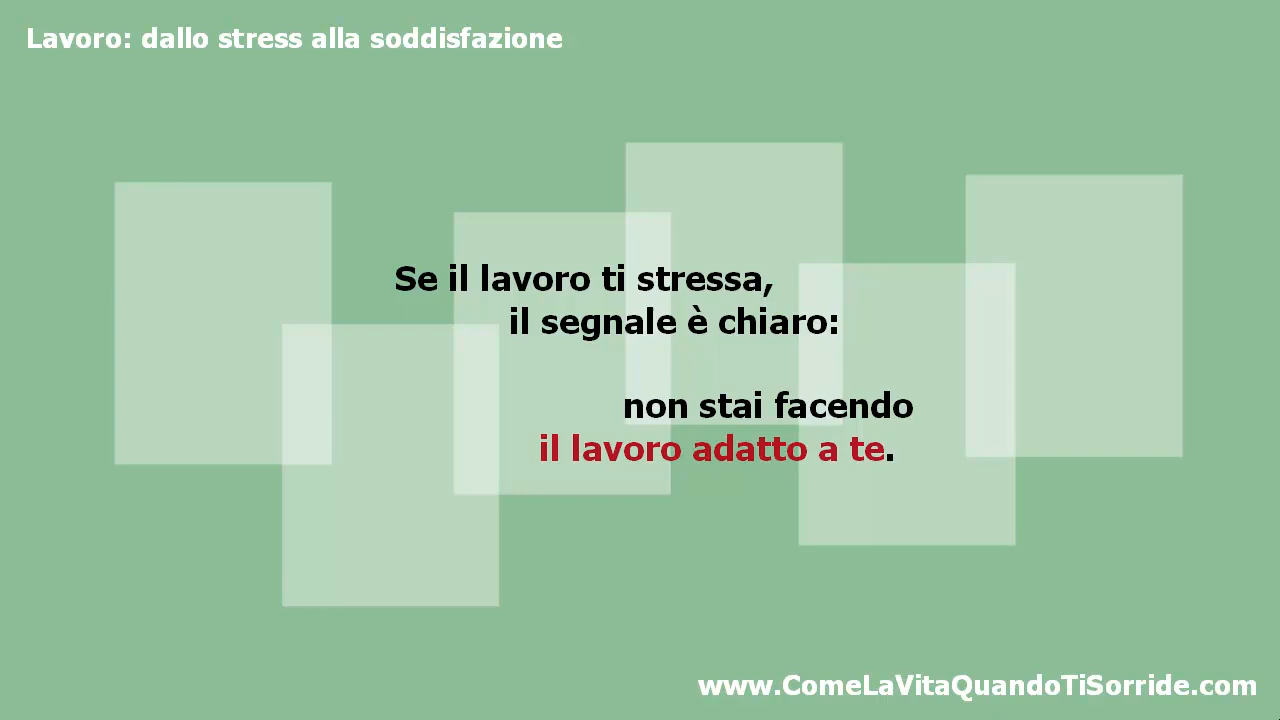 Lavoro: dallo stress alla soddisfazione
Se il lavoro ti stressa,
il segnale è chiaro:
non stai facendo
il lavoro adatto a te.
www.ComeLaVitaQuandoTiSorride.com